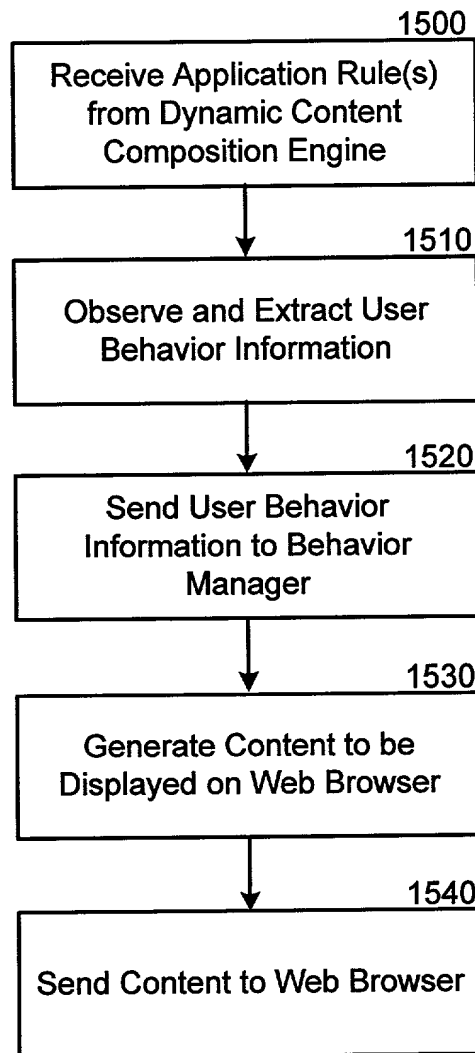 1500
Receive Application Rule(s)
from Dynamic Content
Composition Engine
1510
Observe and Extract User
Behavior Information
1520
Send User Behavior
Information to Behavior
Manager
1530
Generate Content to be
Displayed on Web Browser
1540
Send Content to Web Browser